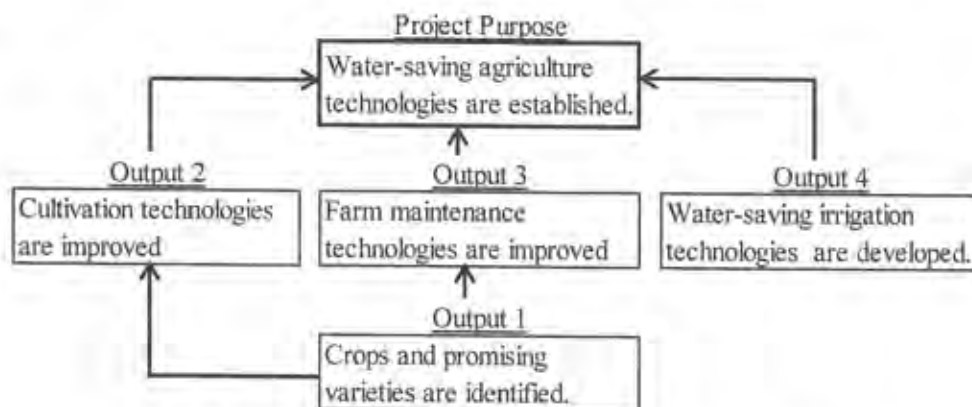 Project Purpose
Water-saving agriculture
technologies are established.
Output 2
Cultivation technologies
are improved
Output 3
Farm maintenance
technologies are improved
Output 4
Water-saving irrigation
technologies are developed.
Output 1
Crops and promising
varieties are identified.